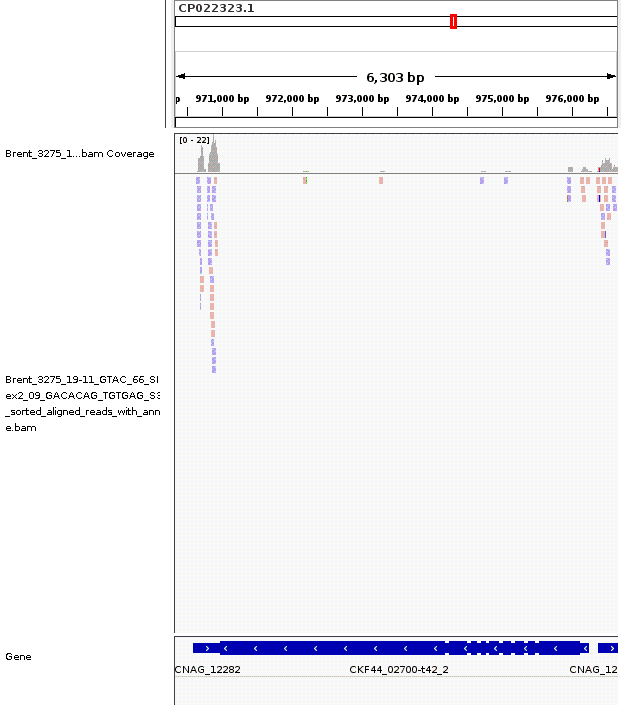 CP022323.1
6,303 bp
p 971,000 bp 972,000 bp 973,000 bp 974,000 bp 975,000 bp 976,000 bp
[0 - 22]
Brent_3275_1...bam Coverage
Brent_3275_19-11_GTAC_66_SI
ex2_09_GACACAG_TGTGAG_S3
_sorted_aligned_reads_with_ann
e.bam
Gene
CNAG_12282 CKF44_02700-t42_2 CNAG_12